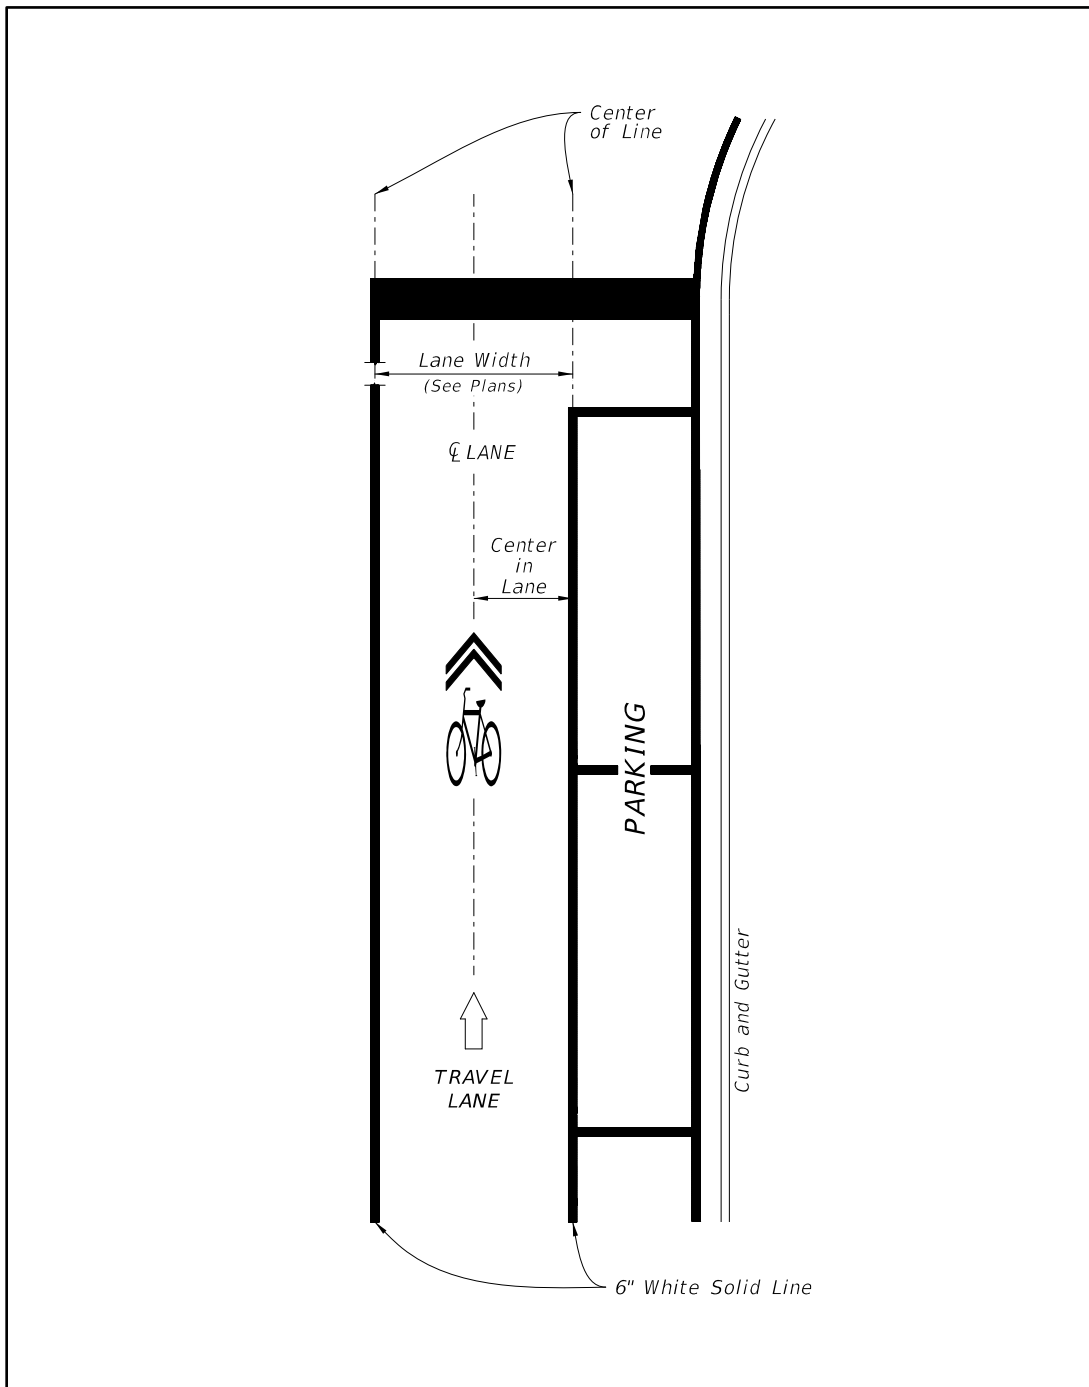 Center
of Line
Lane Width
(See Plans)
℄ LANE
Center
in
Lane
PARKING
Curb and Gutter
TRAVEL
LANE
6" White Solid Line